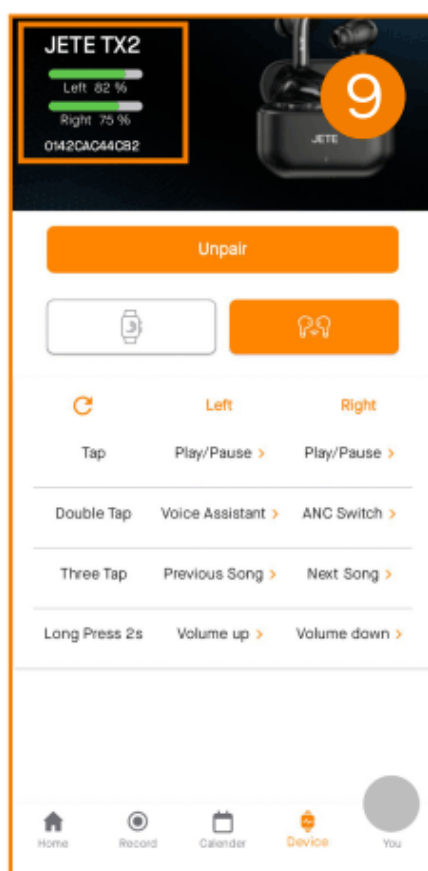 JETE TX2
Left 82 %
Right 75 %
0142CAC44CB2
9
JETE
Unpair
Left Right
Tap Play/Pause > Play/Pause >
Double Tap Voice Assistant > ANC Switch >
Three Tap Previous Song > Next Song >
Long Press 2s Volume up > Volume down >
Home Record Calender Device You